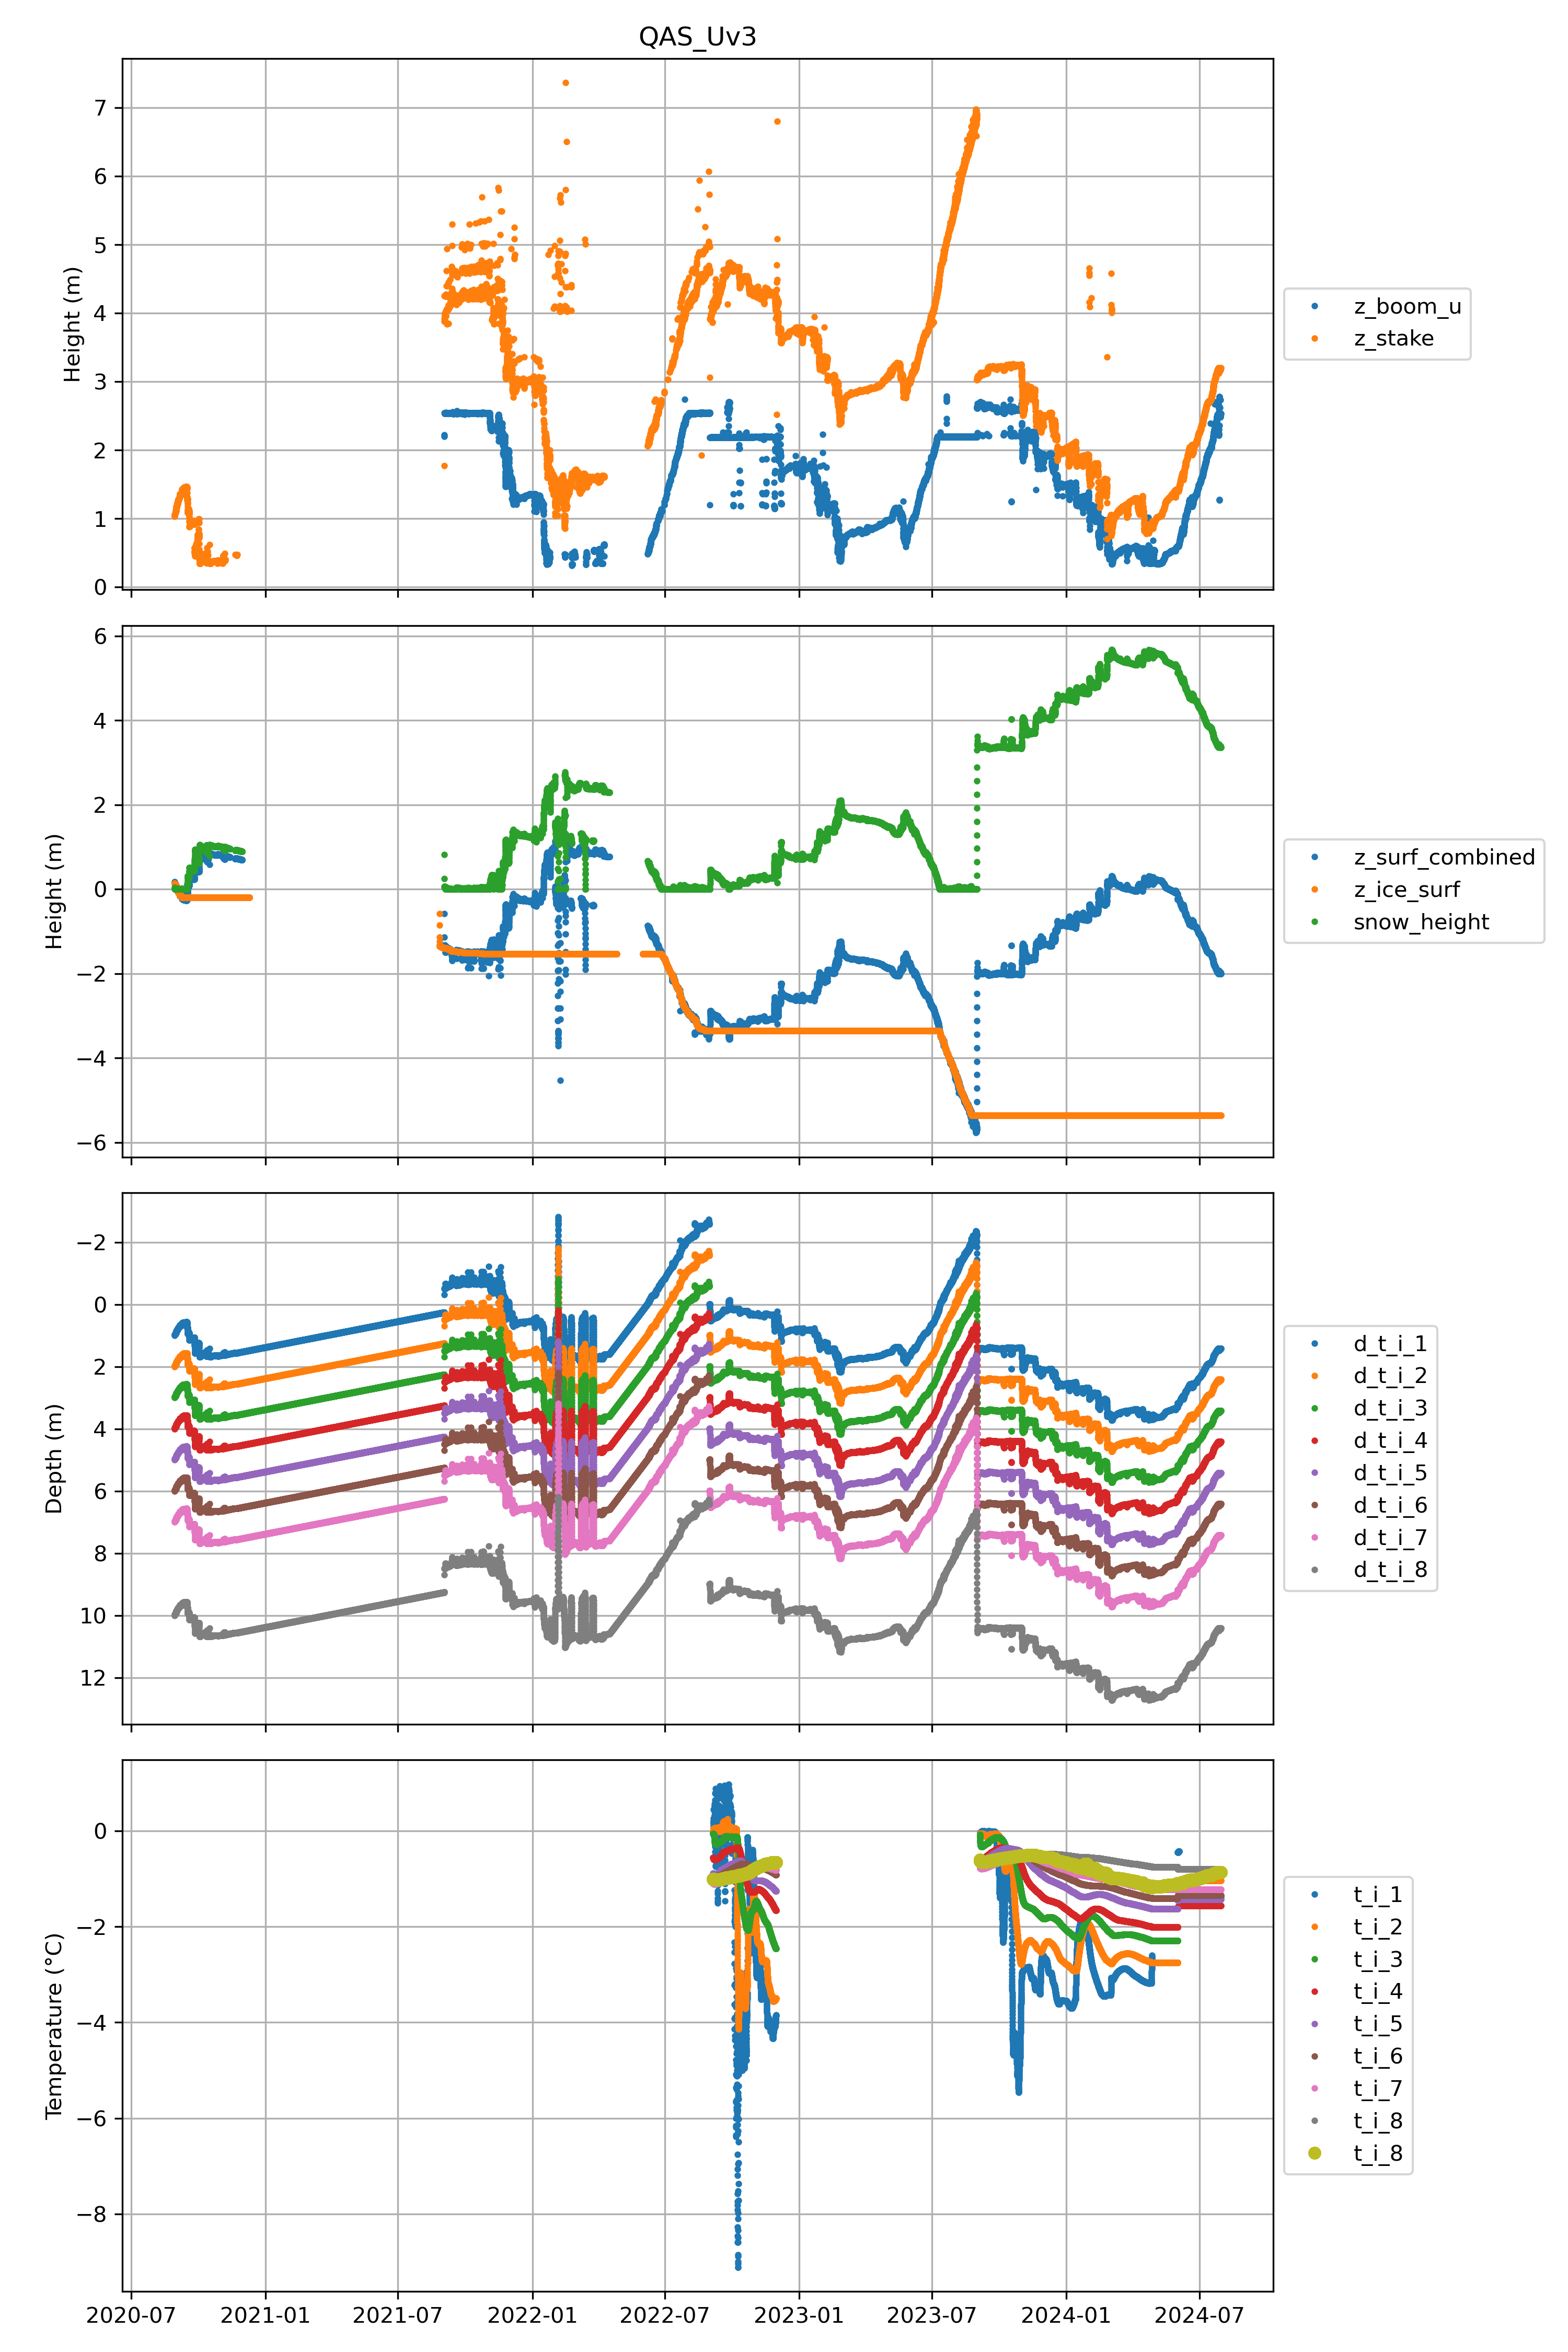 QAS_Uv3
7
6
5
4
3
2
1
0
Height (m)
z_boom_u
z_stake
6
4
2
0
−2
−4
−6
Height (m)
z_surf_combined
z_ice_surf
snow_height
−2
0
2
4
6
8
10
12
Depth (m)
d_t_i_1
d_t_i_2
d_t_i_3
d_t_i_4
d_t_i_5
d_t_i_6
d_t_i_7
d_t_i_8
0
−2
−4
−6
−8
Temperature (°C)
t_i_1
t_i_2
t_i_3
t_i_4
t_i_5
t_i_6
t_i_7
t_i_8
t_i_8
2020-07 2021-01 2021-07 2022-01 2022-07 2023-01 2023-07 2024-01 2024-07